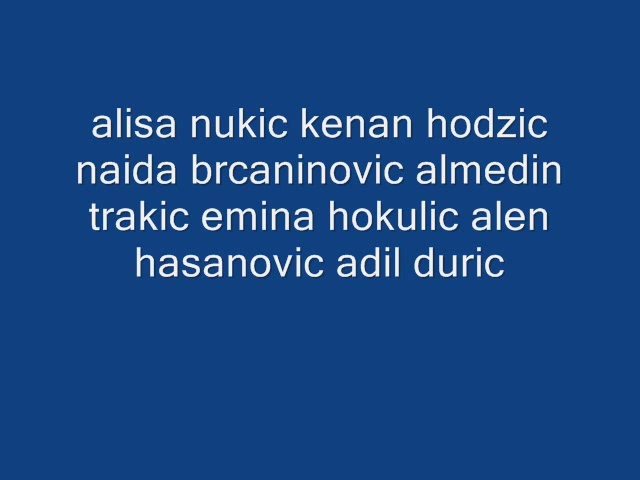 alisa nukic kenan hodzic
naida brcaninovic almedin
trakic emina hokulic alen
hasanovic adil duric